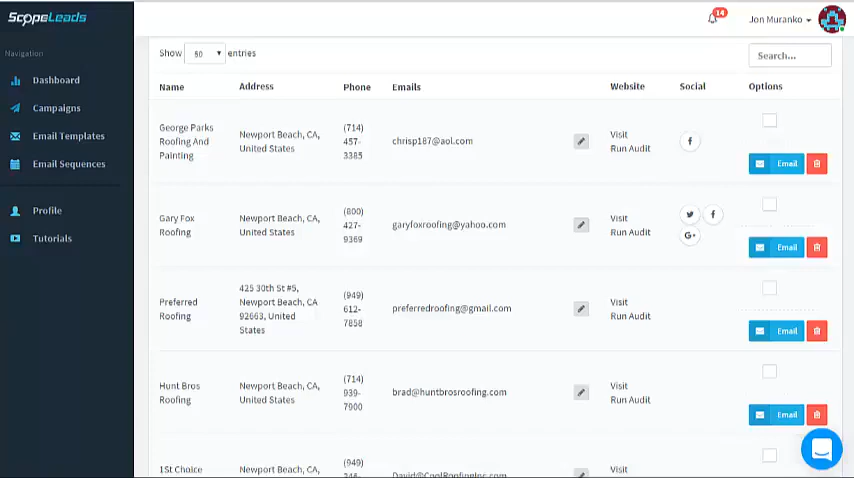 ScopeLeads
14
Jon Muranko
Navigation
Dashboard
Campaigns
Email Templates
Email Sequences
Profile
Tutorials
Show 50 entries
Search...
Name Address Phone Emails Website Social Options
George Parks
Roofing And
Painting
Newport Beach, CA,
United States
(714)
457-
3385
chrisp187@aol.com
Visit
Run Audit
Email
Gary Fox
Roofing
Newport Beach, CA,
United States
(800)
427-
9369
garyfoxroofing@yahoo.com
Visit
Run Audit
G+
Email
Preferred
Roofing
425 30th St #5,
Newport Beach, CA
92663, United
States
(949)
612-
7858
preferredroofing@gmail.com
Visit
Run Audit
Email
Hunt Bros
Roofing
Newport Beach, CA,
United States
(714)
939-
7900
brad@huntbrosroofing.com
Visit
Run Audit
Email
1St Choice
Newport Beach, CA,
(949)
David@CoolRoofingInc.com
Visit